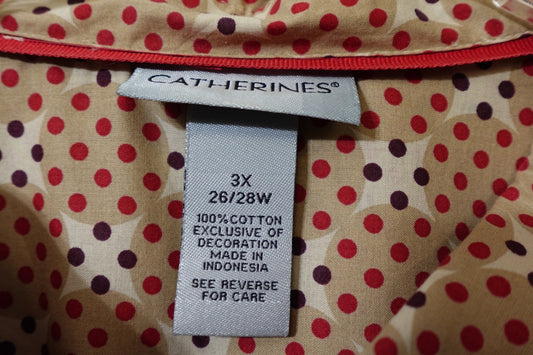 CATHERINES®
3X
26/28W
100% COTTON
EXCLUSIVE OF
DECORATION
MADE IN
INDONESIA
SEE REVERSE
FOR CARE